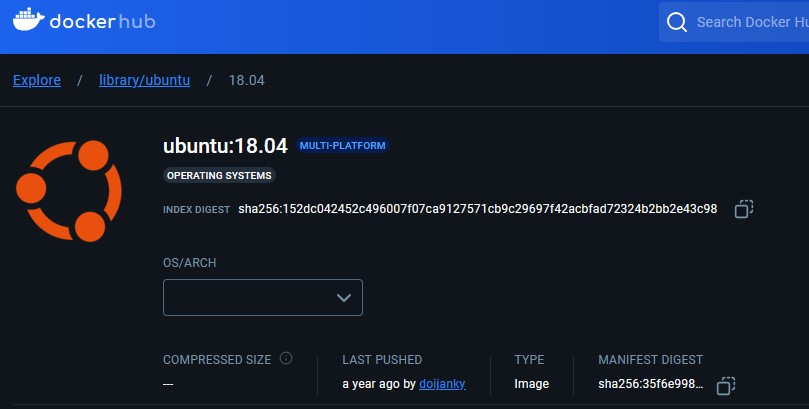 dockerhub
Search Docker Hu
Explore / library/ubuntu / 18.04
ubuntu:18.04 MULTI-PLATFORM
OPERATING SYSTEMS
INDEX DIGEST sha256:152dc042452c496007f07ca9127571cb9c29697f42acbfad72324b2bb2e43c98
OS/ARCH
COMPRESSED SIZE LAST PUSHED TYPE MANIFEST DIGEST
--- a year ago by doijanky Image sha256:35f6e998...